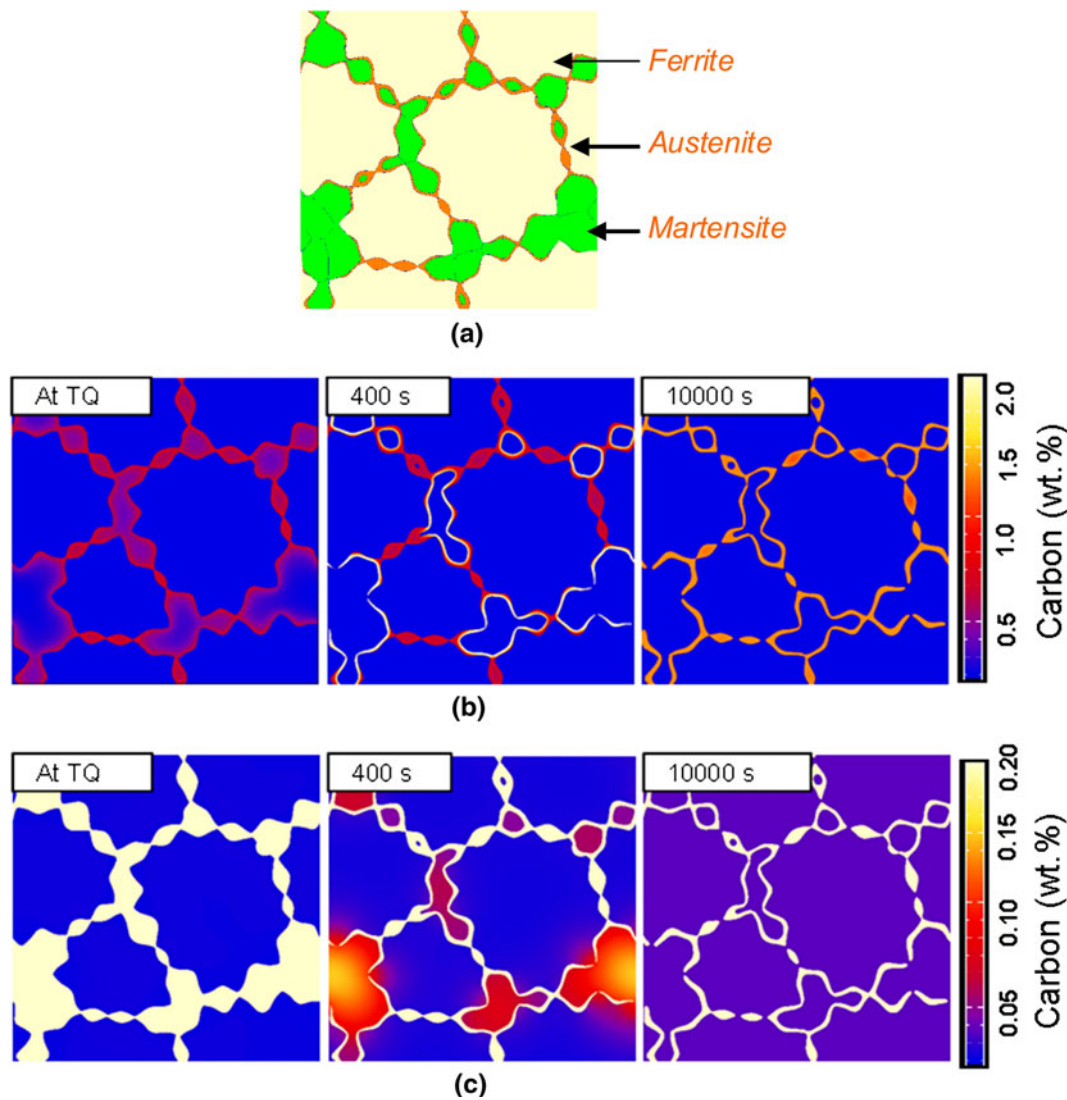 Ferrite
Austenite
Martensite
(a)
At TQ
400 s
10000 s
2.0
1.5
1.0
0.5
Carbon (wt.%)
(b)
At TQ
400 s
10000 s
0.20
0.15
0.10
0.05
Carbon (wt.%)
(c)